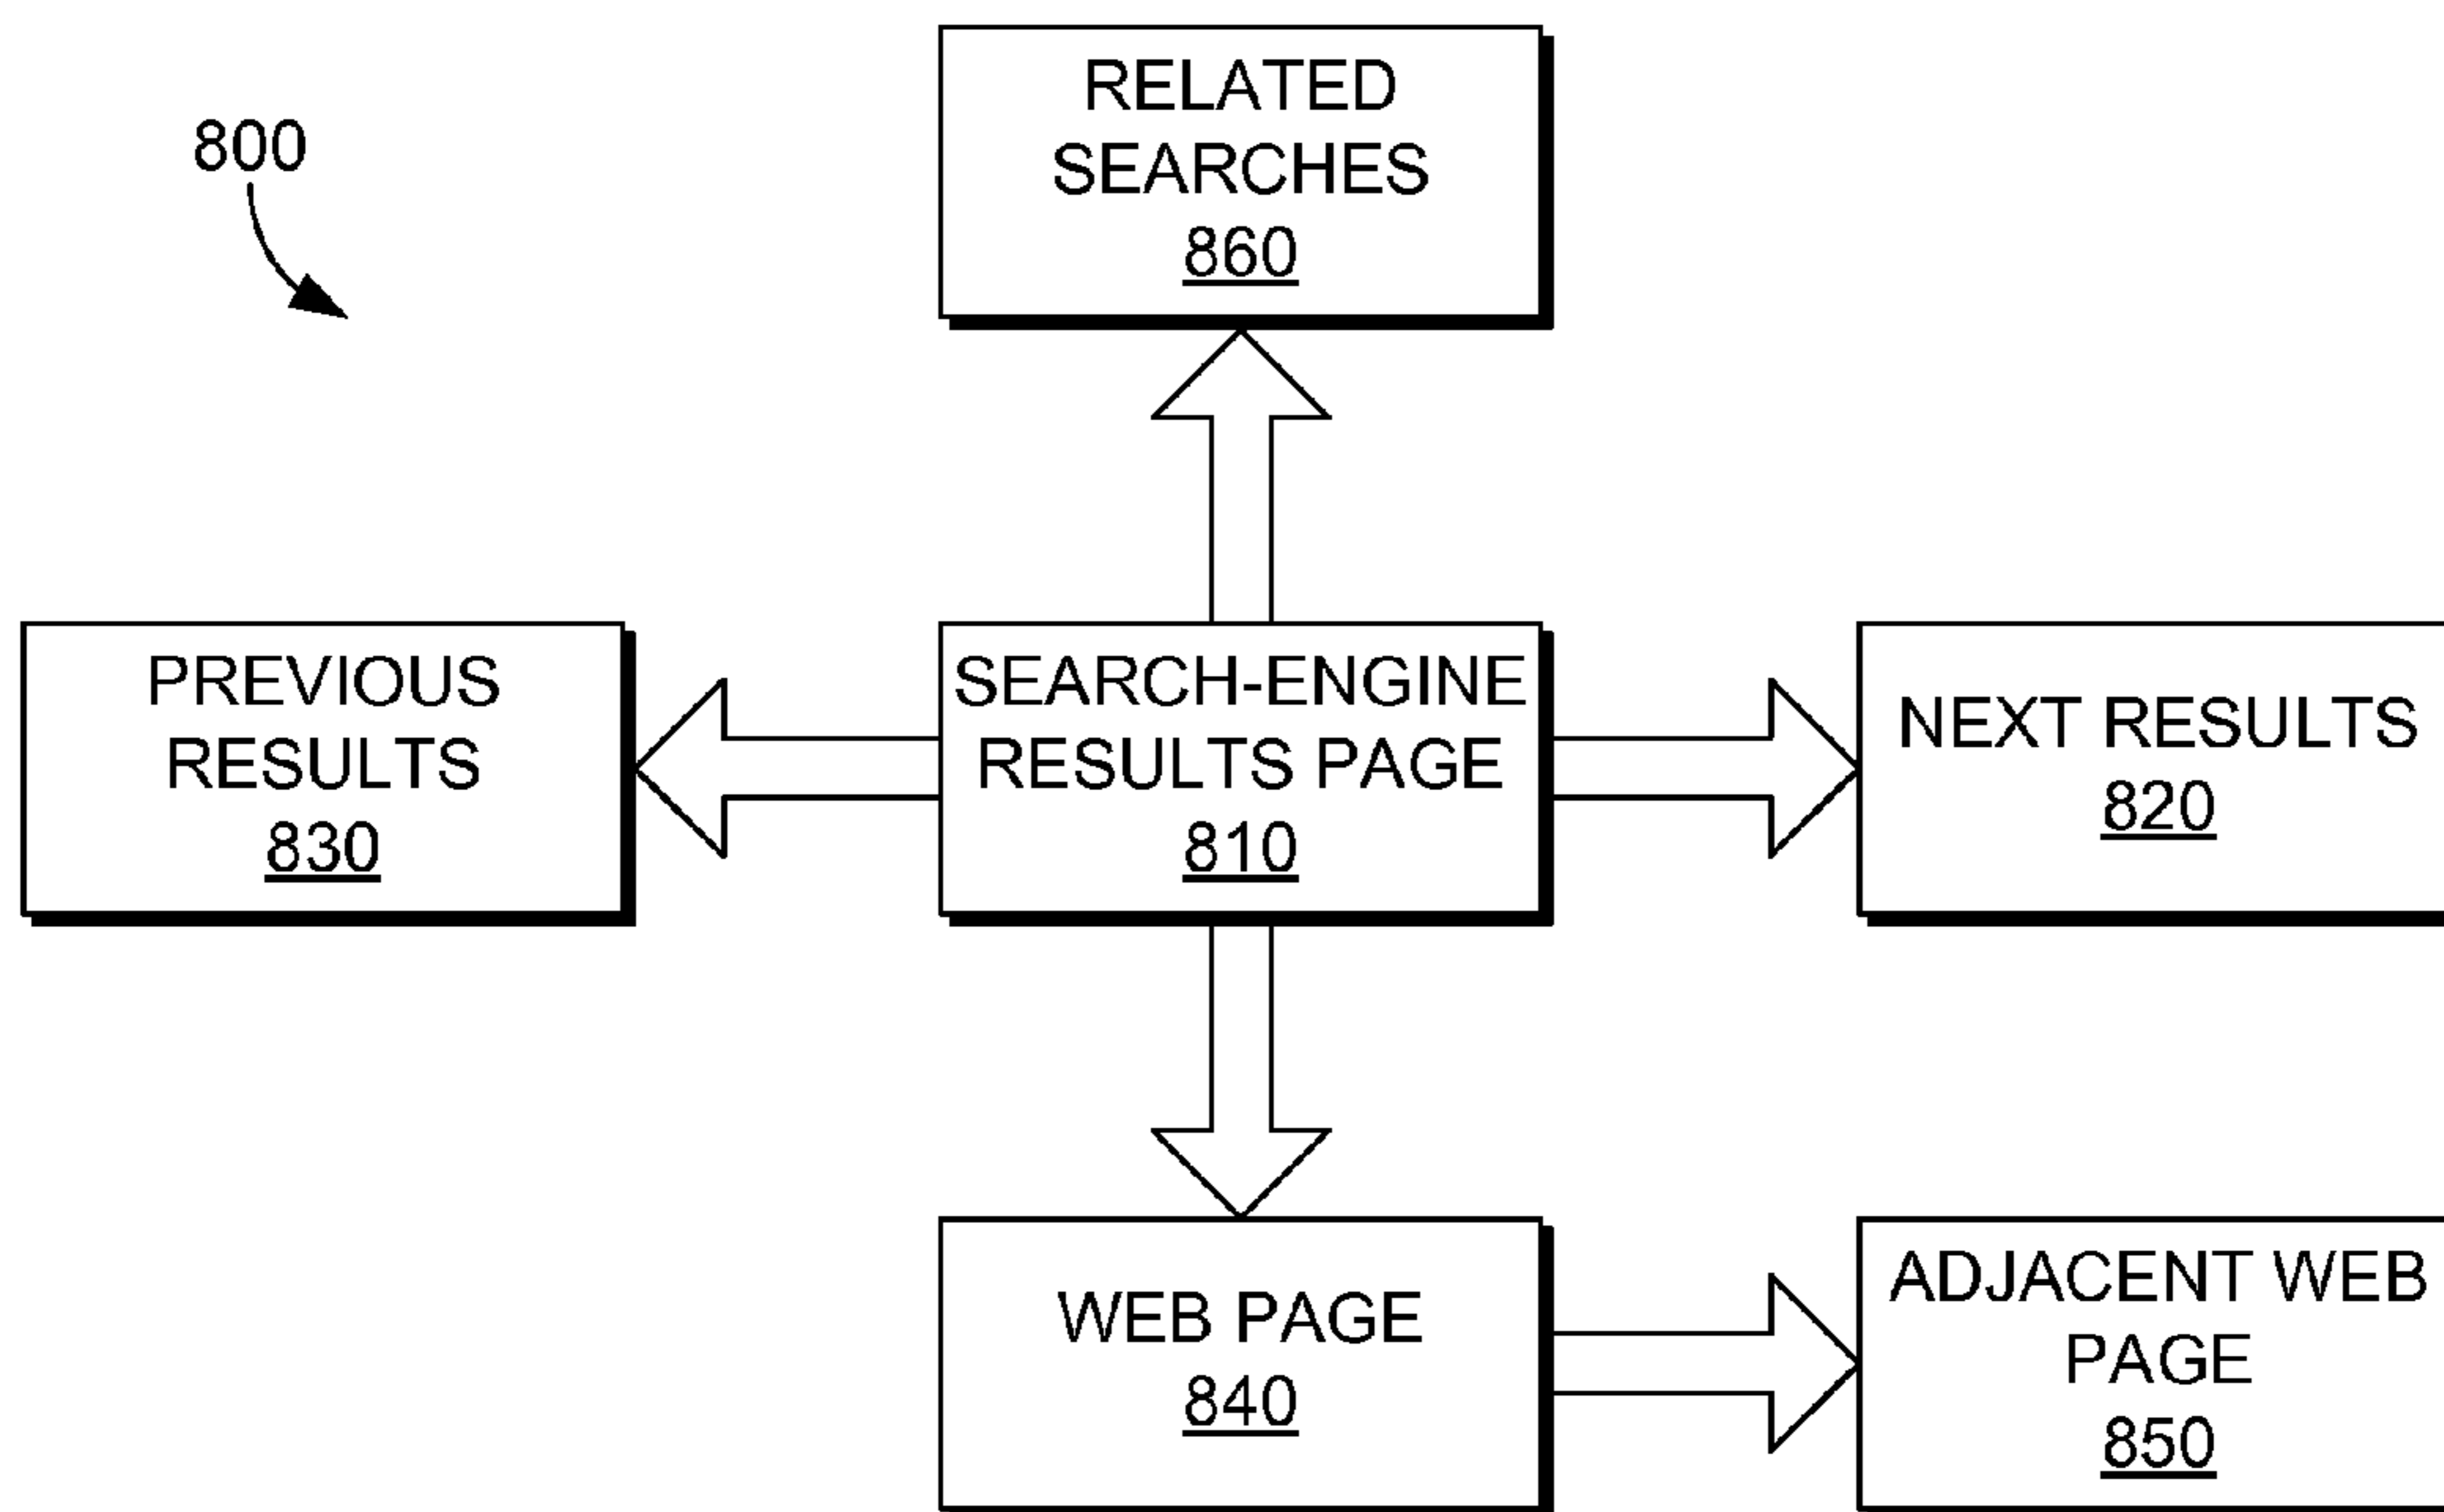 RELATED
SEARCHES
860
800
PREVIOUS
RESULTS
830
SEARCH-ENGINE
RESULTS PAGE
810
NEXT RESULTS
820
WEB PAGE
840
ADJACENT WEB
PAGE
850